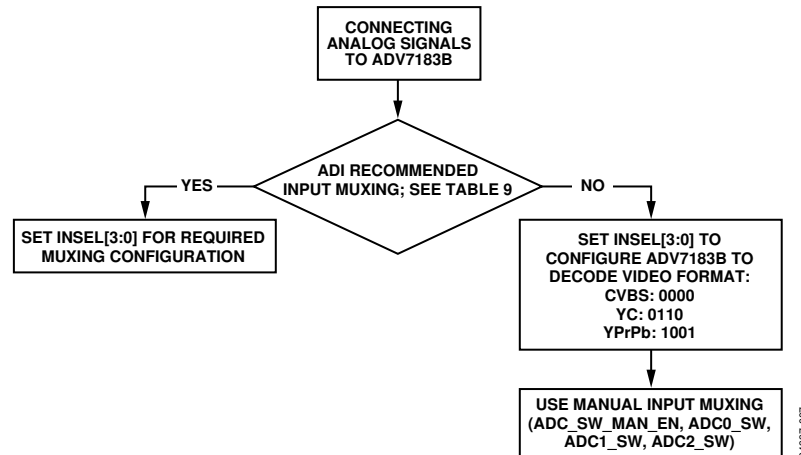 CONNECTING
ANALOG SIGNALS
TO ADV7183B
ADI RECOMMENDED
INPUT MUXING; SEE TABLE 9
YES
NO
SET INSEL[3:0] FOR REQUIRED
MUXING CONFIGURATION
SET INSEL[3:0] TO
CONFIGURE ADV7183B TO
DECODE VIDEO FORMAT:
CVBS: 0000
YC: 0110
YPrPb: 1001
USE MANUAL INPUT MUXING
(ADC_SW_MAN_EN, ADC0_SW,
ADC1_SW, ADC2_SW)